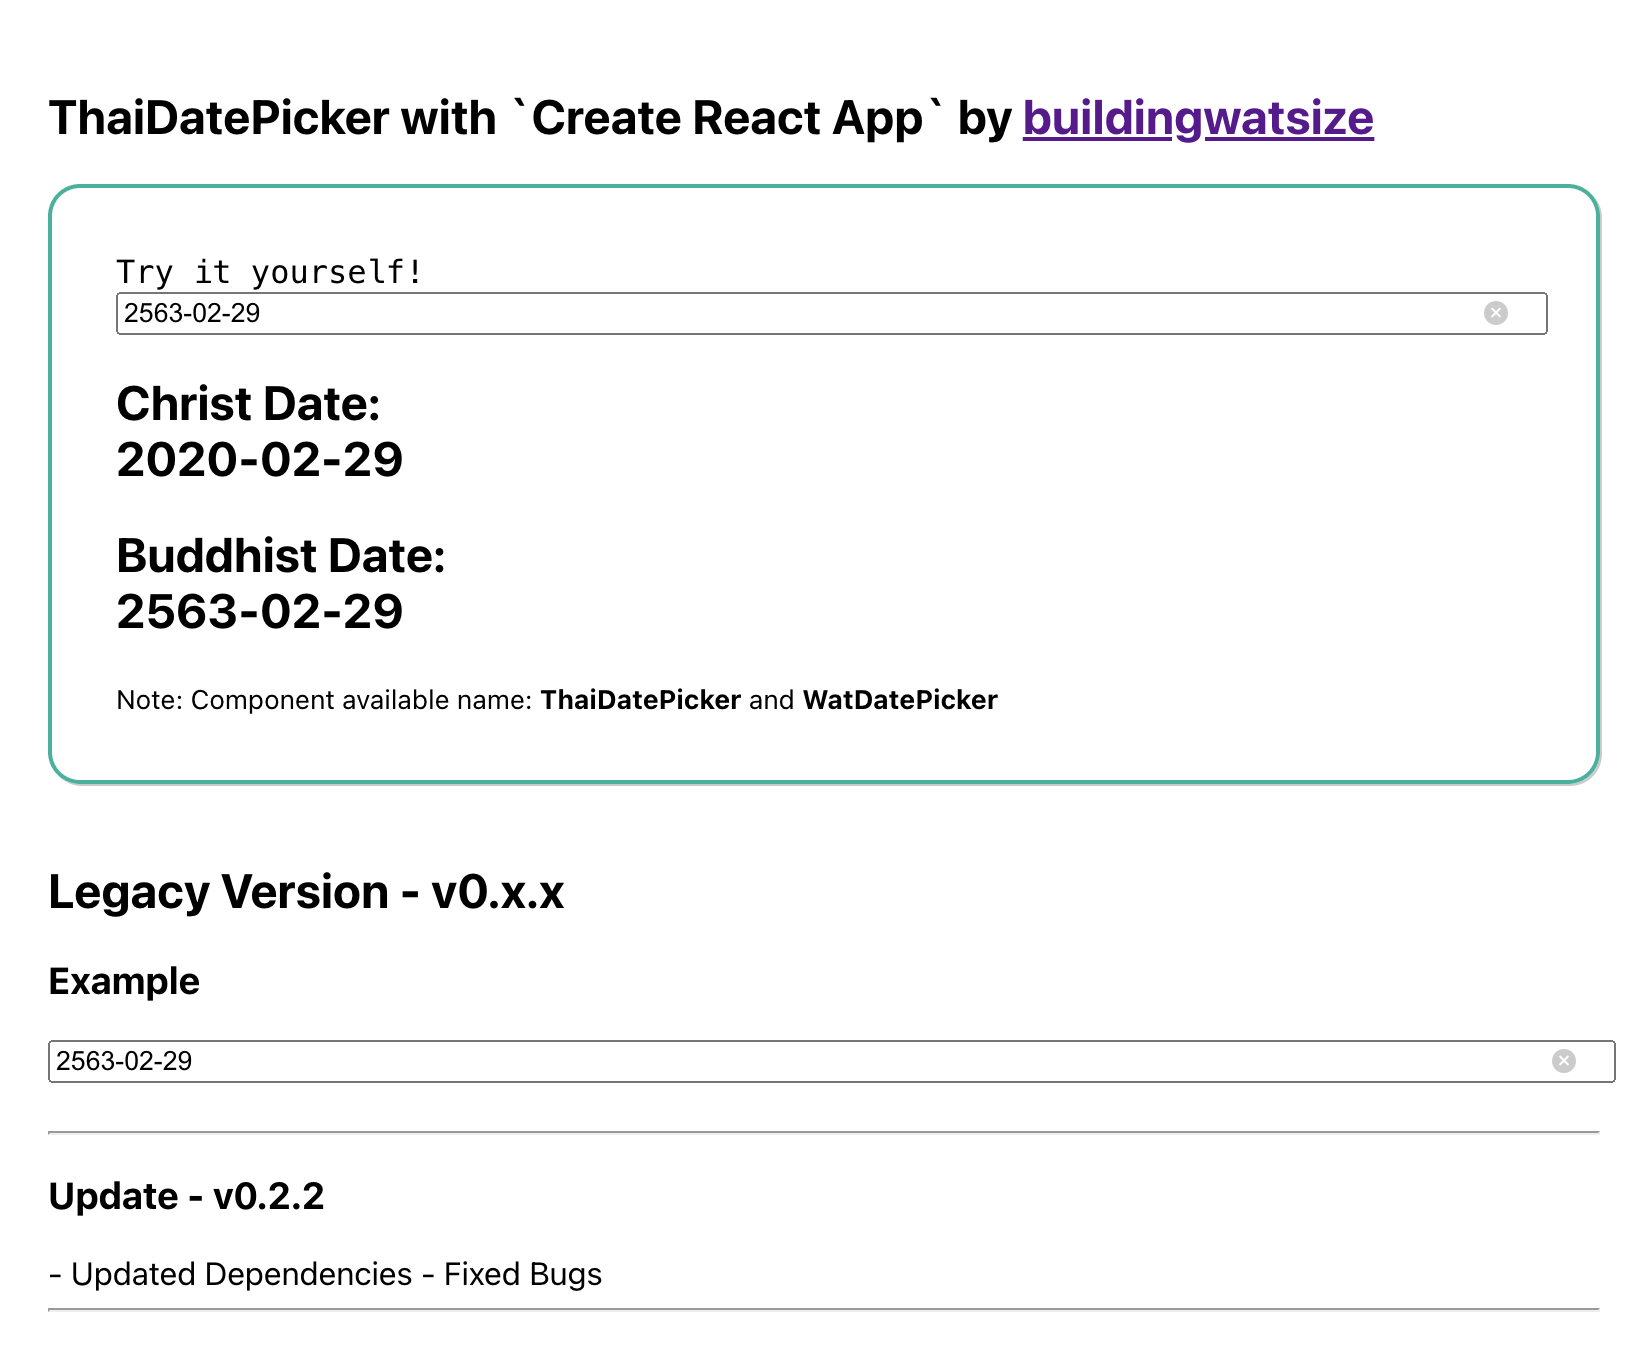 ThaiDatePicker with `Create React App` by buildingwatsize
Try it yourself!
2563-02-29
Christ Date:
2020-02-29
Buddhist Date:
2563-02-29
Note: Component available name: ThaiDatePicker and WatDatePicker
Legacy Version - v0.x.x
Example
2563-02-29
Update - v0.2.2
- Updated Dependencies - Fixed Bugs